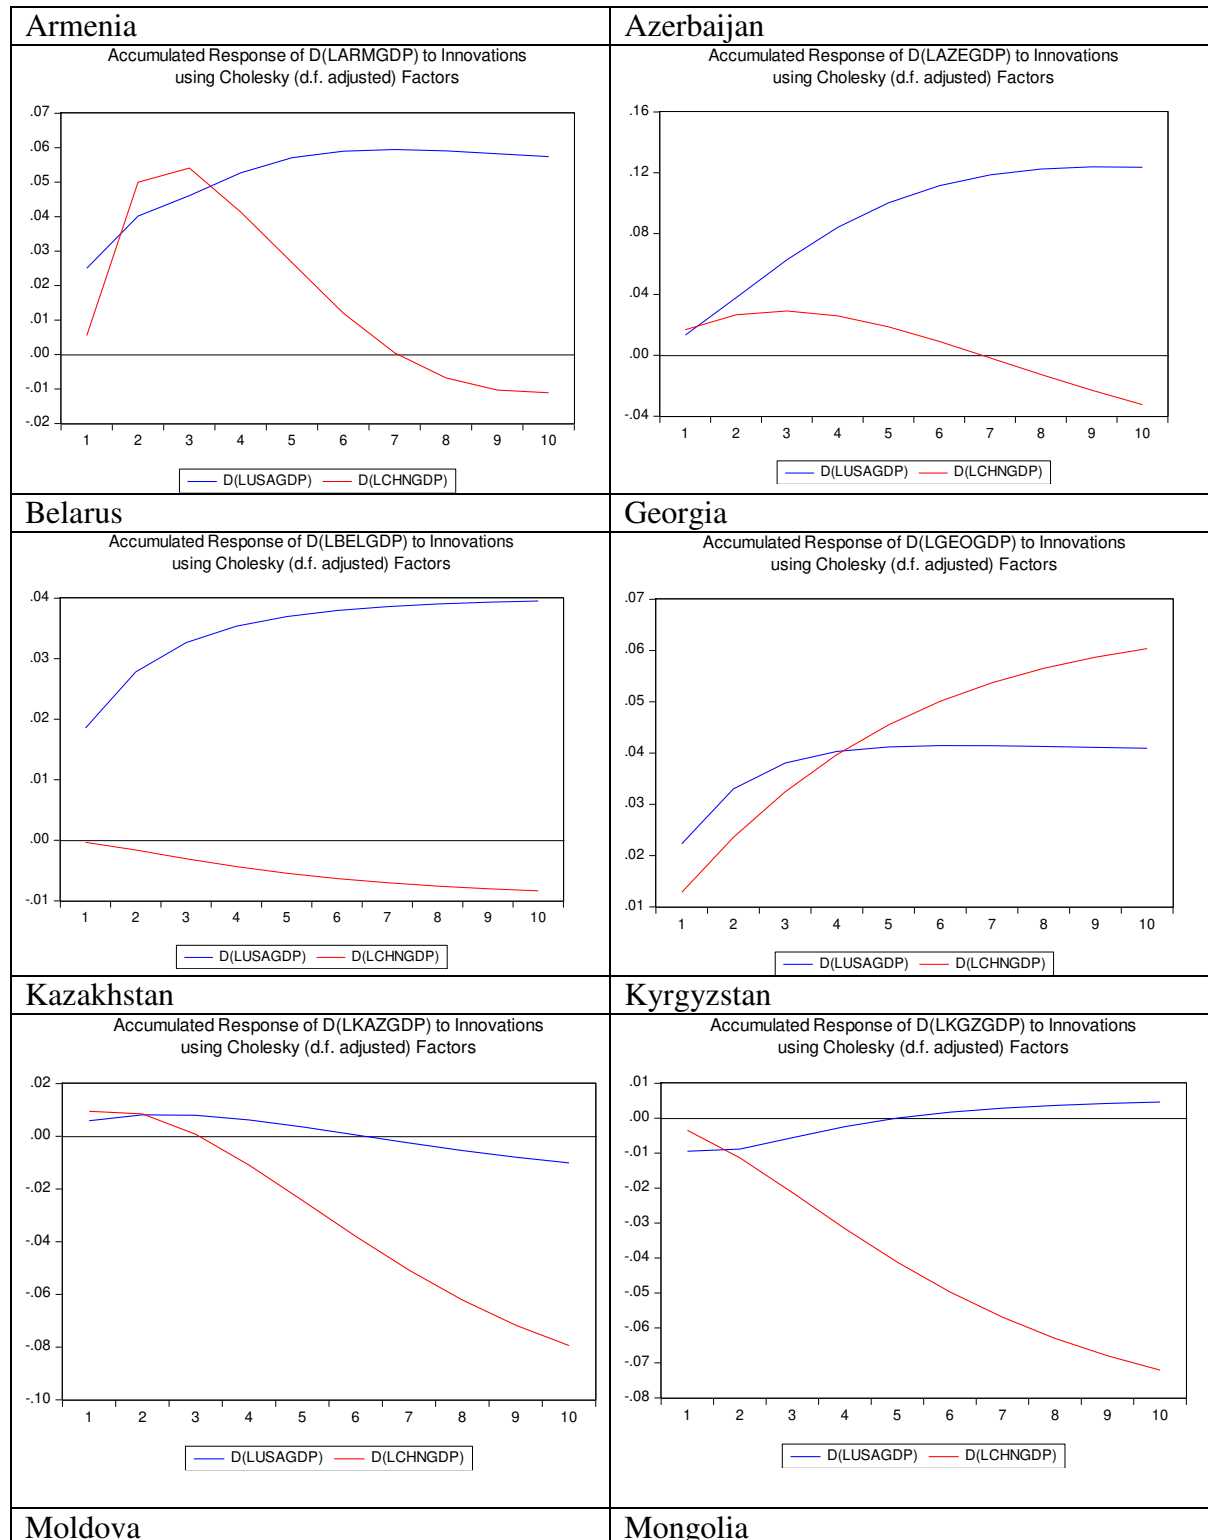 Armenia
Accumulated Response of D(LARMGDP) to Innovations
using Cholesky (d.f. adjusted) Factors
.07
.06
.05
.04
.03
.02
.01
.00
-.01
-.02
1 2 3 4 5 6 7 8 9 10
D(LUSAGDP) D(LCHNGDP)
Azerbaijan
Accumulated Response of D(LAZEGDP) to Innovations
using Cholesky (d.f. adjusted) Factors
.16
.12
.08
.04
.00
-.04
1 2 3 4 5 6 7 8 9 10
D(LUSAGDP) D(LCHNGDP)
Belarus
Accumulated Response of D(LBELGDP) to Innovations
using Cholesky (d.f. adjusted) Factors
.04
.03
.02
.01
.00
-.01
1 2 3 4 5 6 7 8 9 10
D(LUSAGDP) D(LCHNGDP)
Georgia
Accumulated Response of D(LGEOGDP) to Innovations
using Cholesky (d.f. adjusted) Factors
.07
.06
.05
.04
.03
.02
.01
1 2 3 4 5 6 7 8 9 10
D(LUSAGDP) D(LCHNGDP)
Kazakhstan
Accumulated Response of D(LKAZGDP) to Innovations
using Cholesky (d.f. adjusted) Factors
.02
.00
-.02
-.04
-.06
-.08
-.10
1 2 3 4 5 6 7 8 9 10
D(LUSAGDP) D(LCHNGDP)
Kyrgyzstan
Accumulated Response of D(LKGZGDP) to Innovations
using Cholesky (d.f. adjusted) Factors
.01
.00
-.01
-.02
-.03
-.04
-.05
-.06
-.07
-.08
1 2 3 4 5 6 7 8 9 10
D(LUSAGDP) D(LCHNGDP)
Moldova
Mongolia